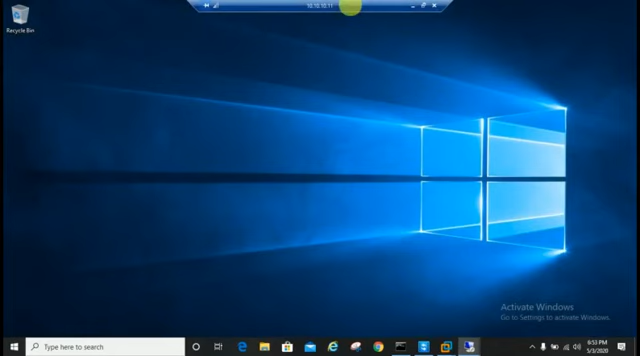 10.10.10.11
Recycle Bin
Activate Windows
Go to Settings to activate Windows.
Type here to search
6:53 PM
5/3/2020